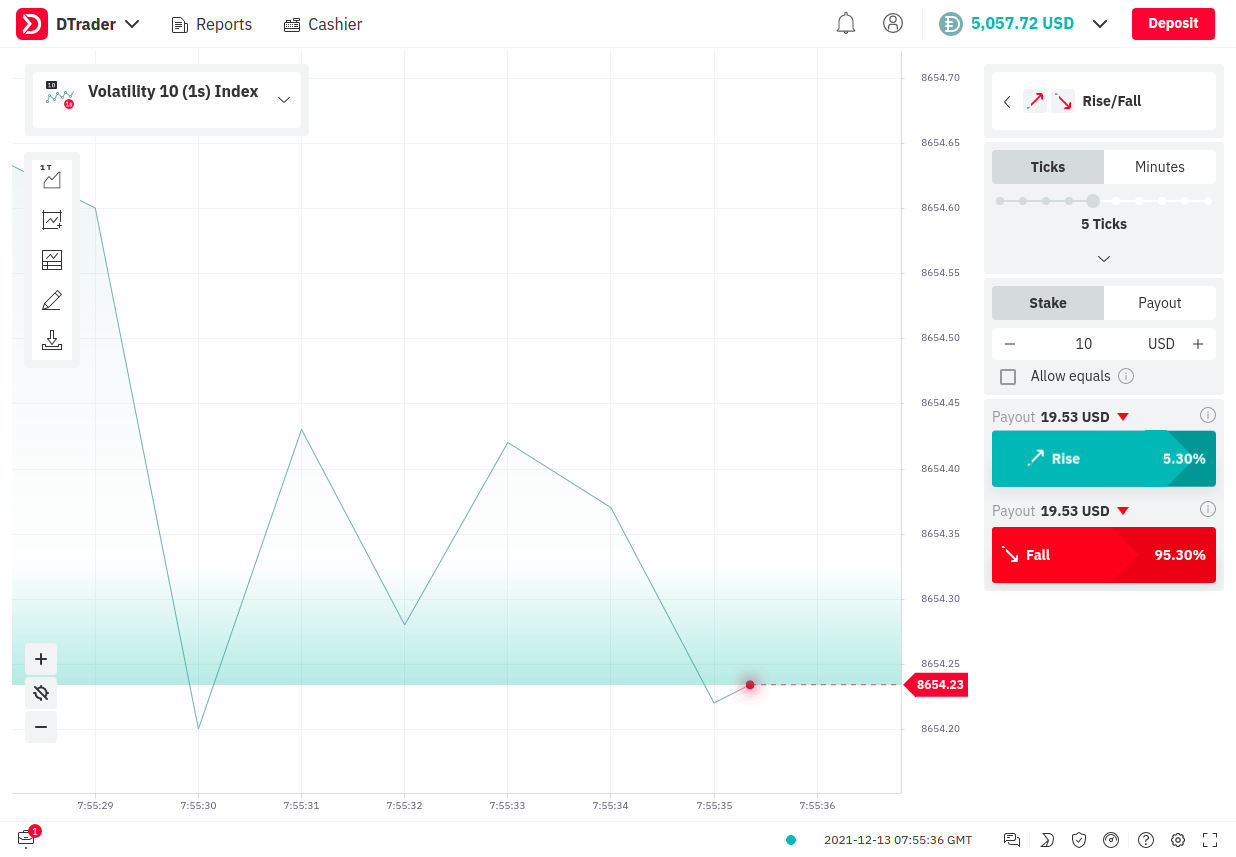 DTrader
Reports
Cashier
5,057.72 USD
Deposit
10
1s
Volatility 10 (1s) Index
1 T
8654.70
8654.65
8654.60
8654.55
8654.50
8654.45
8654.40
8654.35
8654.30
8654.25
8654.23
8654.20
7:55:29
7:55:30
7:55:31
7:55:32
7:55:33
7:55:34
7:55:35
7:55:36
Rise/Fall
Ticks
Minutes
5 Ticks
Stake
Payout
10
USD
Allow equals
Payout 19.53 USD
Rise
5.30%
Payout 19.53 USD
Fall
95.30%
1
2021-12-13 07:55:36 GMT